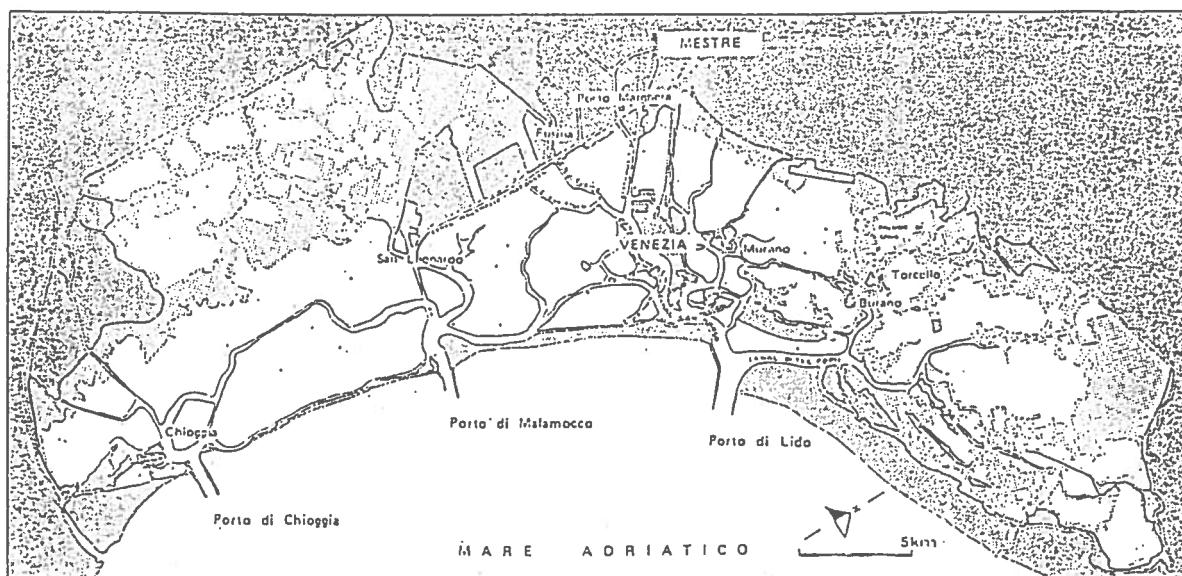 MESTRE
Porto Marghera
Fusina
VENEZIA
Murano
San Leonardo
Torcello
Burano
Chioggia
Porto di Malamocco
Porto di Lido
Porto di Chioggia
5km
MARE ADRIATICO